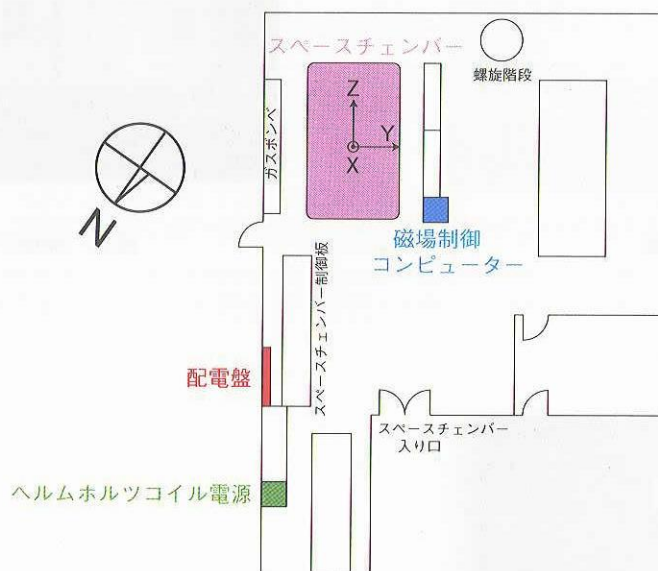 スペースチェンバー
螺旋階段
Z
Y
X
ガスボンベ
N
磁場制御
コンピューター
スペースチェンバー制御板
配電盤
スペースチェンバー
入り口
ヘルムホルツコイル電源